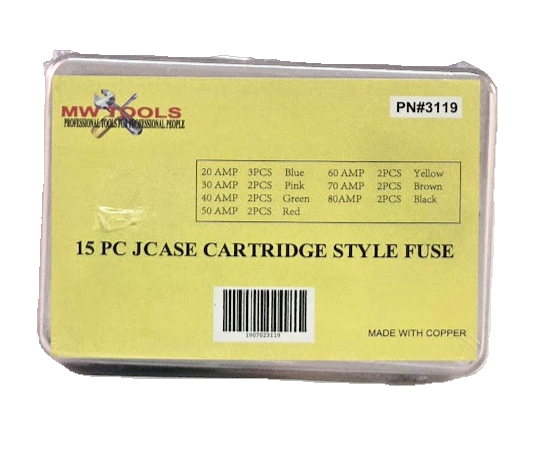 MW TOOLS
PROFESSIONAL TOOLS FOR PROFESSIONAL PEOPLE
PN#3119
20 AMP 3PCS Blue 60 AMP 2PCS Yellow
30 AMP 2PCS Pink 70 AMP 2PCS Brown
40 AMP 2PCS Green 80AMP 2PCS Black
50 AMP 2PCS Red
15 PC JCASE CARTRIDGE STYLE FUSE
1907823119
MADE WITH COPPER